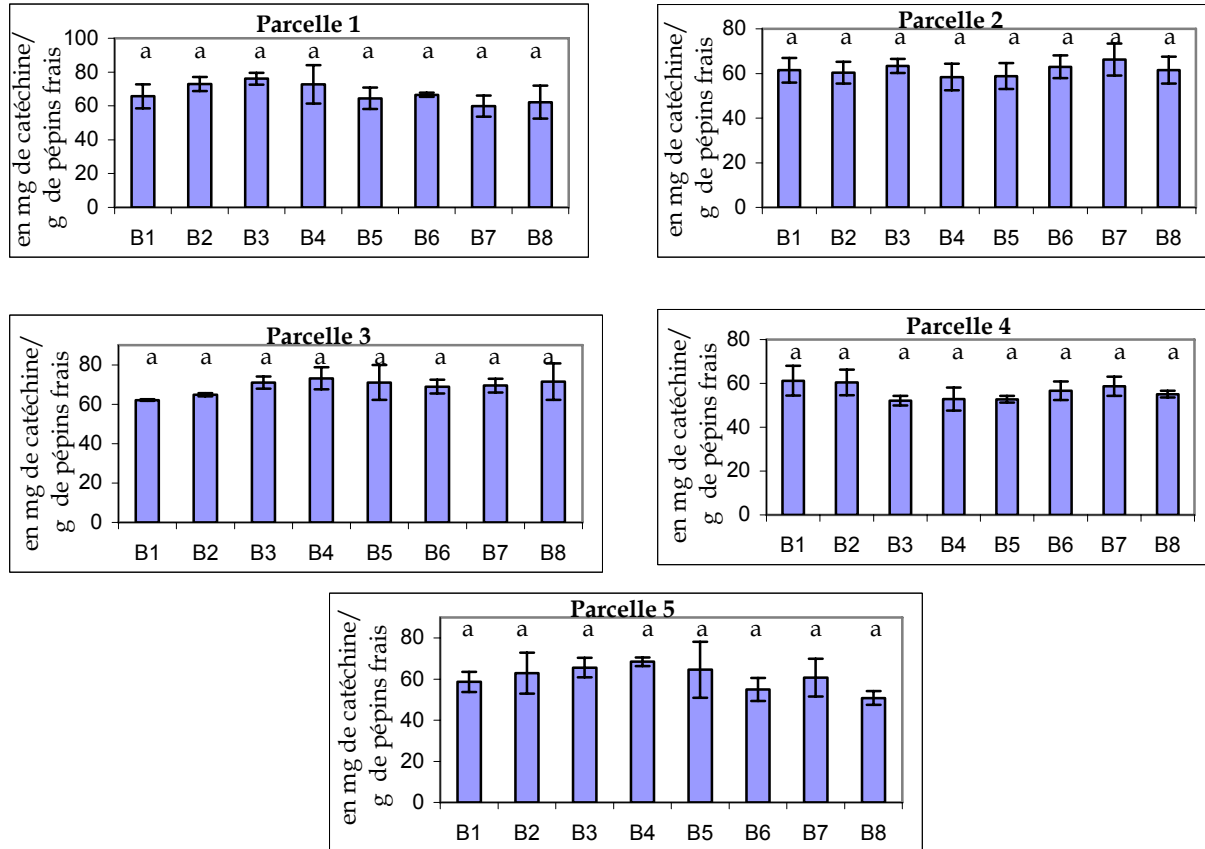 Parcelle 1
en mg de catéchine/
g de pépins frais
100
80
60
40
20
0
a a a a a a a a
B1 B2 B3 B4 B5 B6 B7 B8
Parcelle 2
en mg de catéchine/
g de pépins frais
80
60
40
20
0
a a a a a a a a
B1 B2 B3 B4 B5 B6 B7 B8
Parcelle 3
en mg de catéchine/
g de pépins frais
80
60
40
20
0
a a a a a a a a
B1 B2 B3 B4 B5 B6 B7 B8
Parcelle 4
en mg de catéchine/
g de pépins frais
80
60
40
20
0
a a a a a a a a
B1 B2 B3 B4 B5 B6 B7 B8
Parcelle 5
en mg de catéchine/
g de pépins frais
80
60
40
20
0
a a a a a a a a
B1 B2 B3 B4 B5 B6 B7 B8